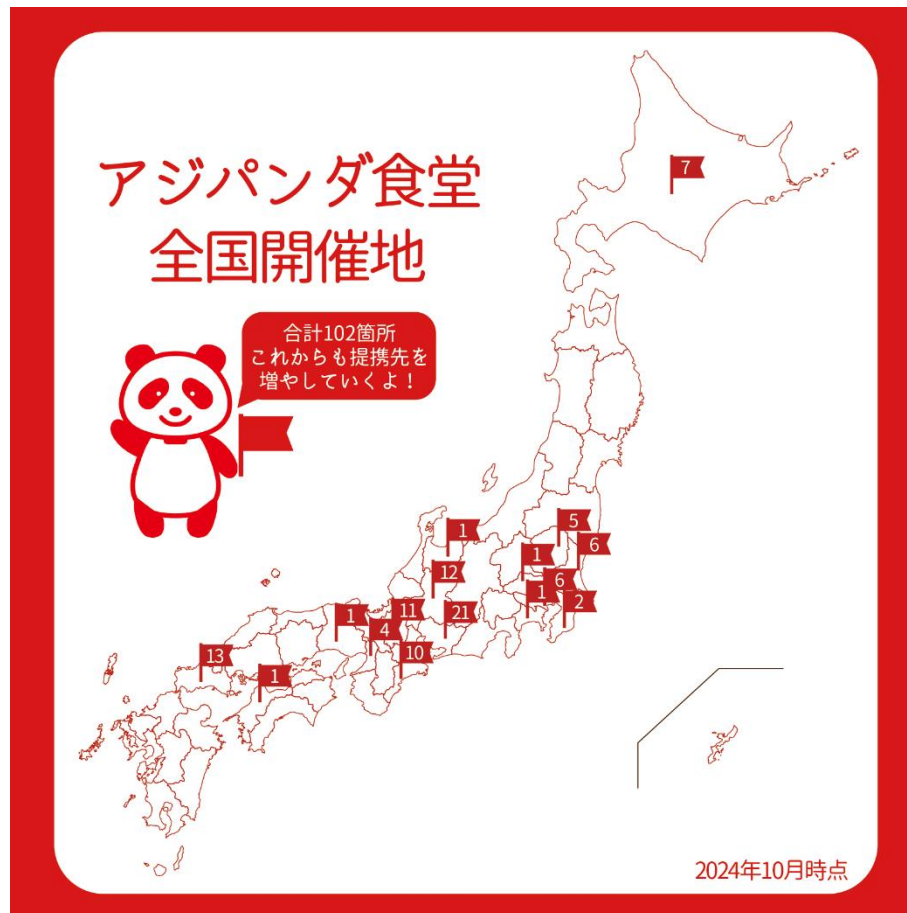 アジパンダ食堂
全国開催地
合計102箇所
これからも提携先を
増やしていくよ！
7
5
1
6
1
12
6
1
2
1
11
21
4
13
10
1
2024年10月時点